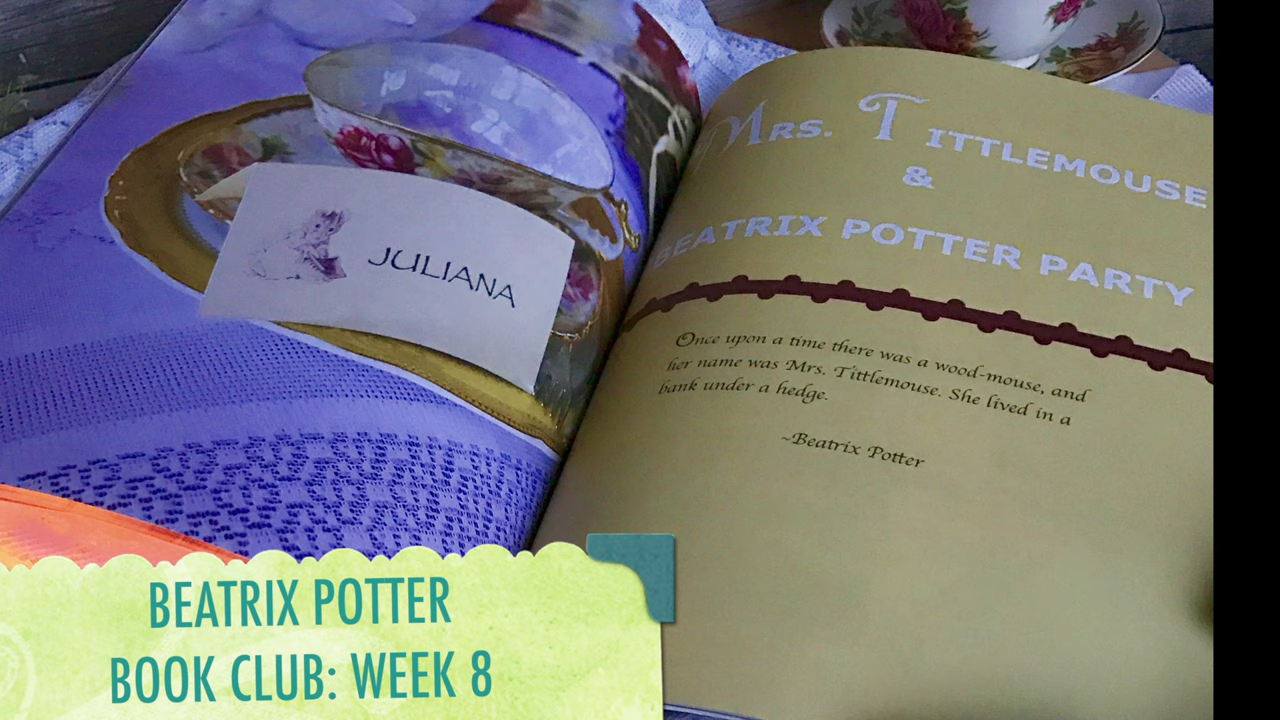 JULIANA
Mrs. Tittlemouse
&
BEATRIX POTTER PARTY
Once upon a time there was a wood-mouse, and
her name was Mrs. Tittlemouse. She lived in a
bank under a hedge.
~Beatrix Potter
BEATRIX POTTER
BOOK CLUB: WEEK 8